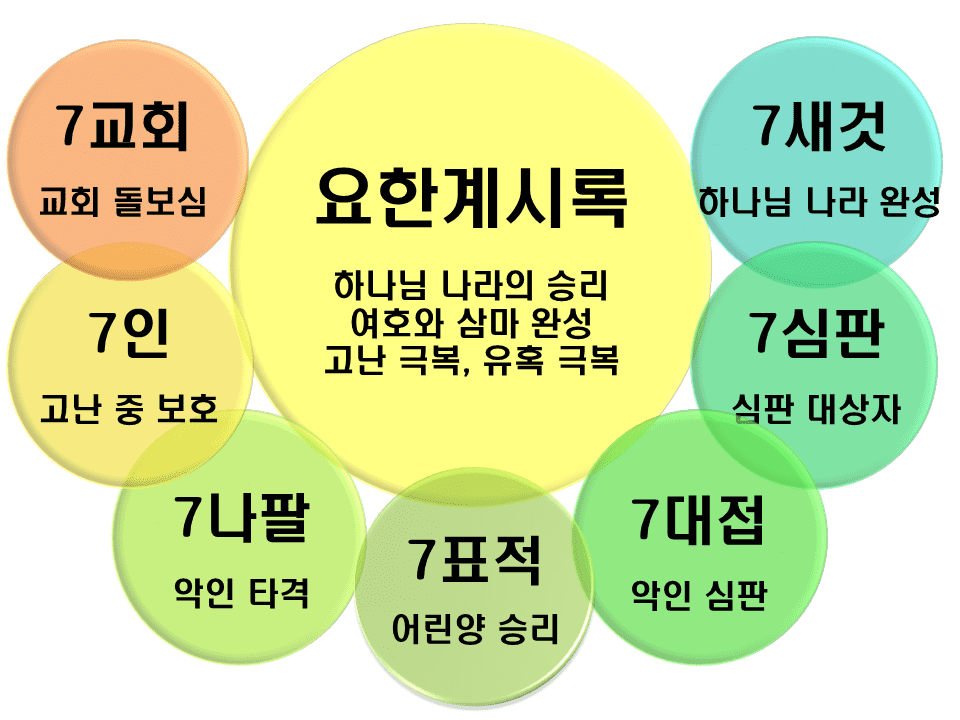 요한계시록
하나님 나라의 승리
여호와 삼마 완성
고난 극복, 유혹 극복
7교회
교회 돌보심
7인
고난 중 보호
7나팔
악인 타격
7표적
어린양 승리
7대접
악인 심판
7심판
심판 대상자
7새것
하나님 나라 완성